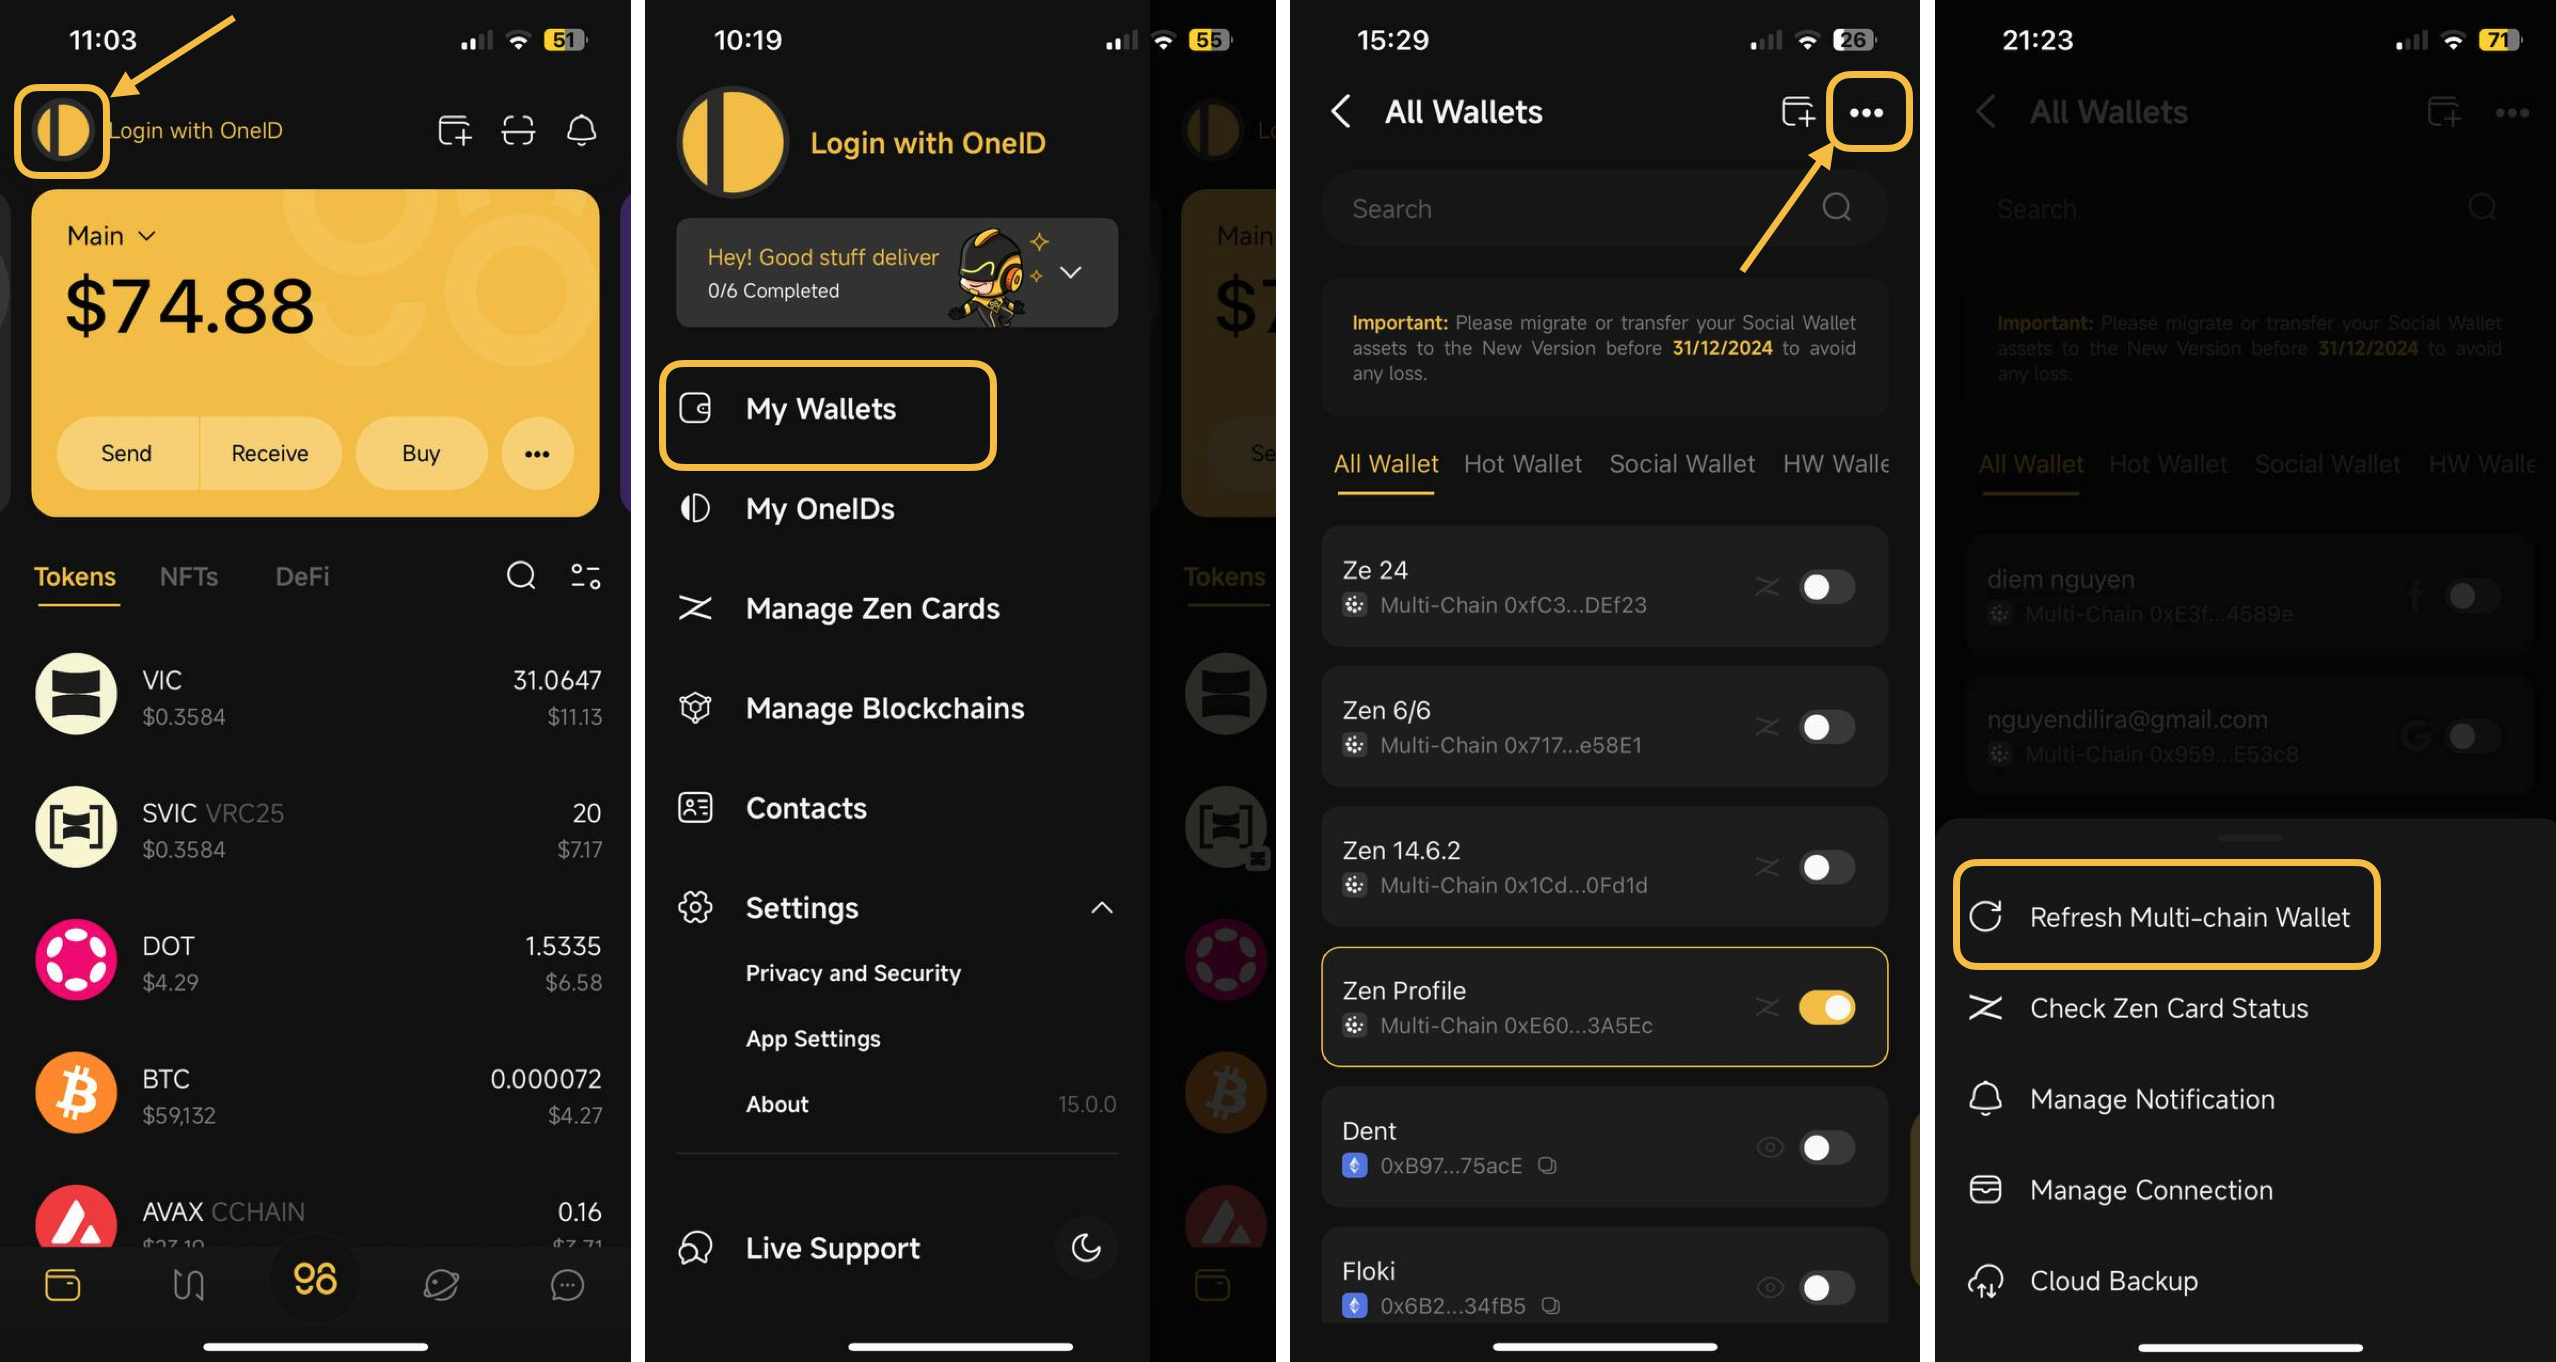 11:03
51
Login with OneID
Main
$74.88
Send
Receive
Buy
Tokens
NFTs
DeFi
VIC
31.0647
$0.3584
$11.13
SVIC VRC25
20
$0.3584
$7.17
DOT
1.5335
$4.29
$6.58
BTC
0.000072
$59,132
$4.27
AVAX CCHAIN
0.16
10:19
55
Login with OneID
Hey! Good stuff deliver
0/6 Completed
My Wallets
My OneIDs
Manage Zen Cards
Manage Blockchains
Contacts
Settings
Privacy and Security
App Settings
About
15.0.0
Live Support
Main
$7
Se
Tokens
15:29
26
All Wallets
Search
Important: Please migrate or transfer your Social Wallet
assets to the New Version before 31/12/2024 to avoid
any loss.
All Wallet
Hot Wallet
Social Wallet
HW Walle
Ze 24
Multi-Chain 0xfC3...DEf23
Zen 6/6
Multi-Chain 0x717...e58E1
Zen 14.6.2
Multi-Chain 0x1Cd...0Fd1d
Zen Profile
Multi-Chain 0xE60...3A5Ec
Dent
0xB97...75acE
Floki
0x6B2...34fB5
21:23
71
All Wallets
Search
Important: Please migrate or transfer your Social Wallet
assets to the New Version before 31/12/2024 to avoid
any loss.
All Wallet
Hot Wallet
Social Wallet
HW Walle
diem nguyen
Multi-Chain 0xE3f...4589e
nguyendilira@gmail.com
Multi-Chain 0x959...E53c8
Refresh Multi-chain Wallet
Check Zen Card Status
Manage Notification
Manage Connection
Cloud Backup